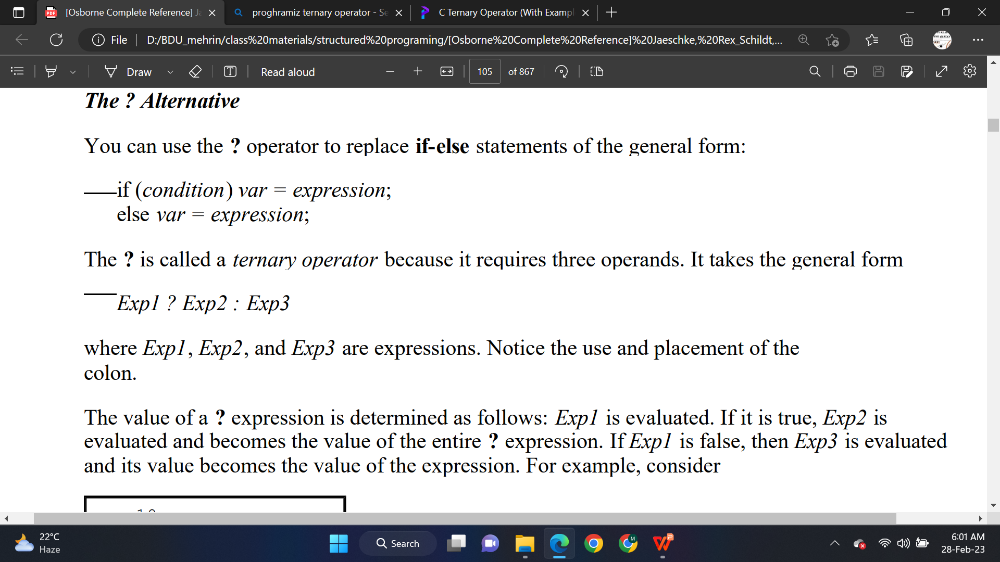 [Osborne Complete Reference] Ja
proghramiz ternary operator - Se
C Ternary Operator (With Exampl
File
D:/BDU_mehrin/class%20materials/structured%20programing/[Osborne%20Complete%20Reference]%20Jaeschke,%20Rex_Schildt,...
Draw
Read aloud
105 of 867
The ? Alternative
You can use the ? operator to replace if-else statements of the general form:
if (condition) var = expression;
else var = expression;
The ? is called a ternary operator because it requires three operands. It takes the general form
Exp1 ? Exp2 : Exp3
where Exp1, Exp2, and Exp3 are expressions. Notice the use and placement of the
colon.
The value of a ? expression is determined as follows: Exp1 is evaluated. If it is true, Exp2 is
evaluated and becomes the value of the entire ? expression. If Exp1 is false, then Exp3 is evaluated
and its value becomes the value of the expression. For example, consider
22°C
Haze
Search
6:01 AM
28-Feb-23